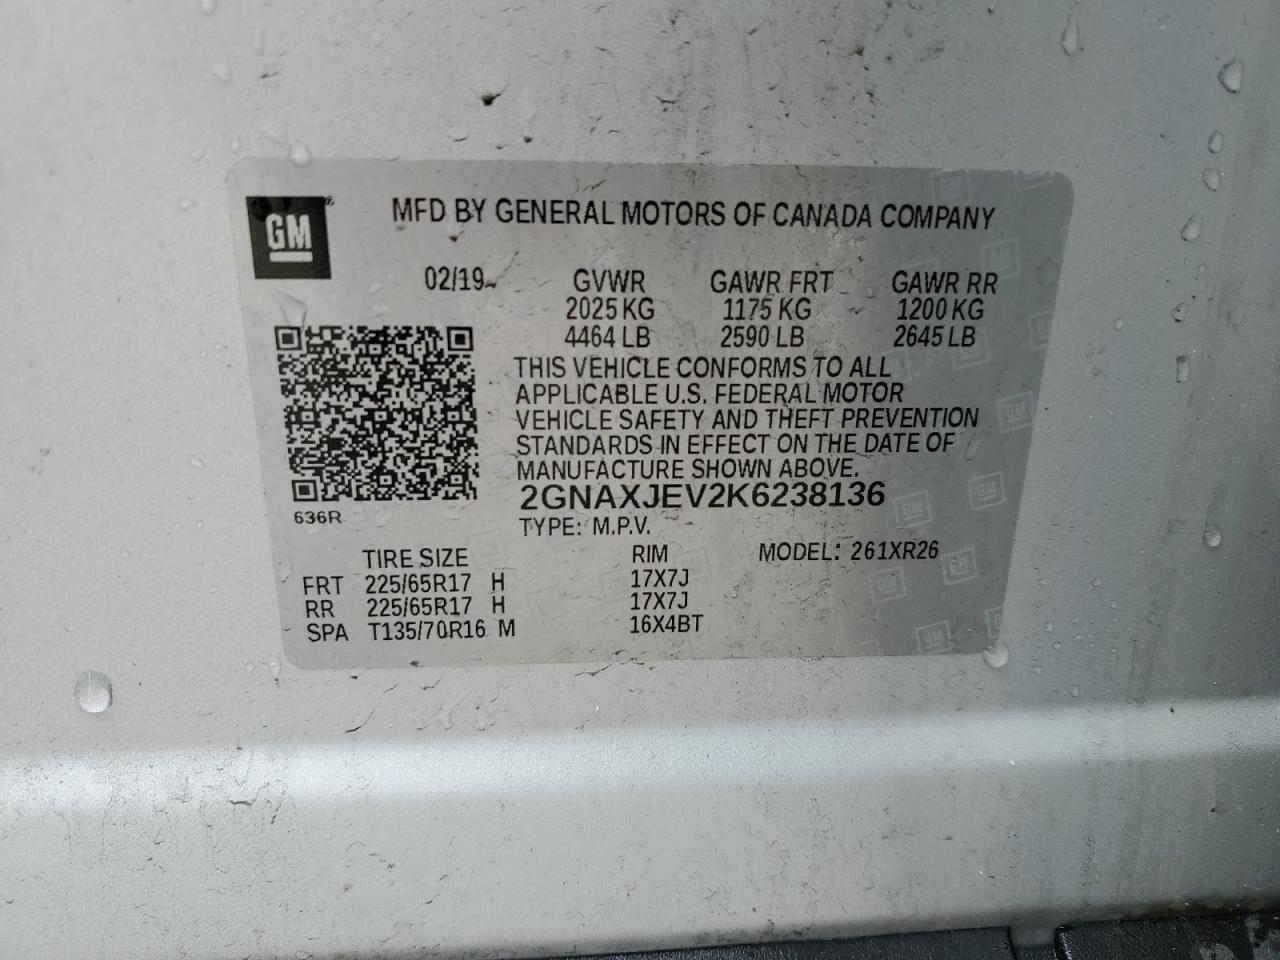 GM ®
MFD BY GENERAL MOTORS OF CANADA COMPANY
02/19 GVWR GAWR FRT GAWR RR
2025 KG 1175 KG 1200 KG
4464 LB 2590 LB 2645 LB
THIS VEHICLE CONFORMS TO ALL
APPLICABLE U.S. FEDERAL MOTOR
VEHICLE SAFETY AND THEFT PREVENTION
STANDARDS IN EFFECT ON THE DATE OF
MANUFACTURE SHOWN ABOVE.
2GNAXJEV2K6238136
636R
TYPE: M.P.V.
TIRE SIZE RIM MODEL: 261XR26
FRT 225/65R17 H 17X7J
RR 225/65R17 H 17X7J
SPA T135/70R16 M 16X4BT